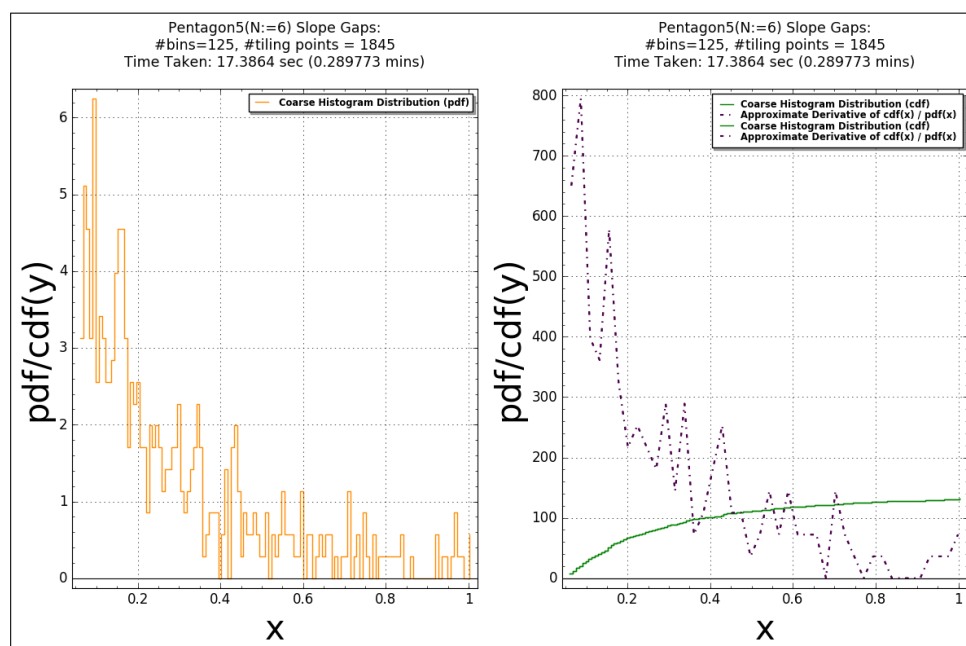 Pentagon5(N:=6) Slope Gaps:
#bins=125, #tiling points = 1845
Time Taken: 17.3864 sec (0.289773 mins)
Coarse Histogram Distribution (pdf)
pdf/cdf(y)
6
5
4
3
2
1
0
0.2
0.4
0.6
0.8
1
x
Pentagon5(N:=6) Slope Gaps:
#bins=125, #tiling points = 1845
Time Taken: 17.3864 sec (0.289773 mins)
Coarse Histogram Distribution (cdf)
Approximate Derivative of cdf(x) / pdf(x)
Coarse Histogram Distribution (cdf)
Approximate Derivative of cdf(x) / pdf(x)
pdf/cdf(y)
800
700
600
500
400
300
200
100
0
0.2
0.4
0.6
0.8
1
x